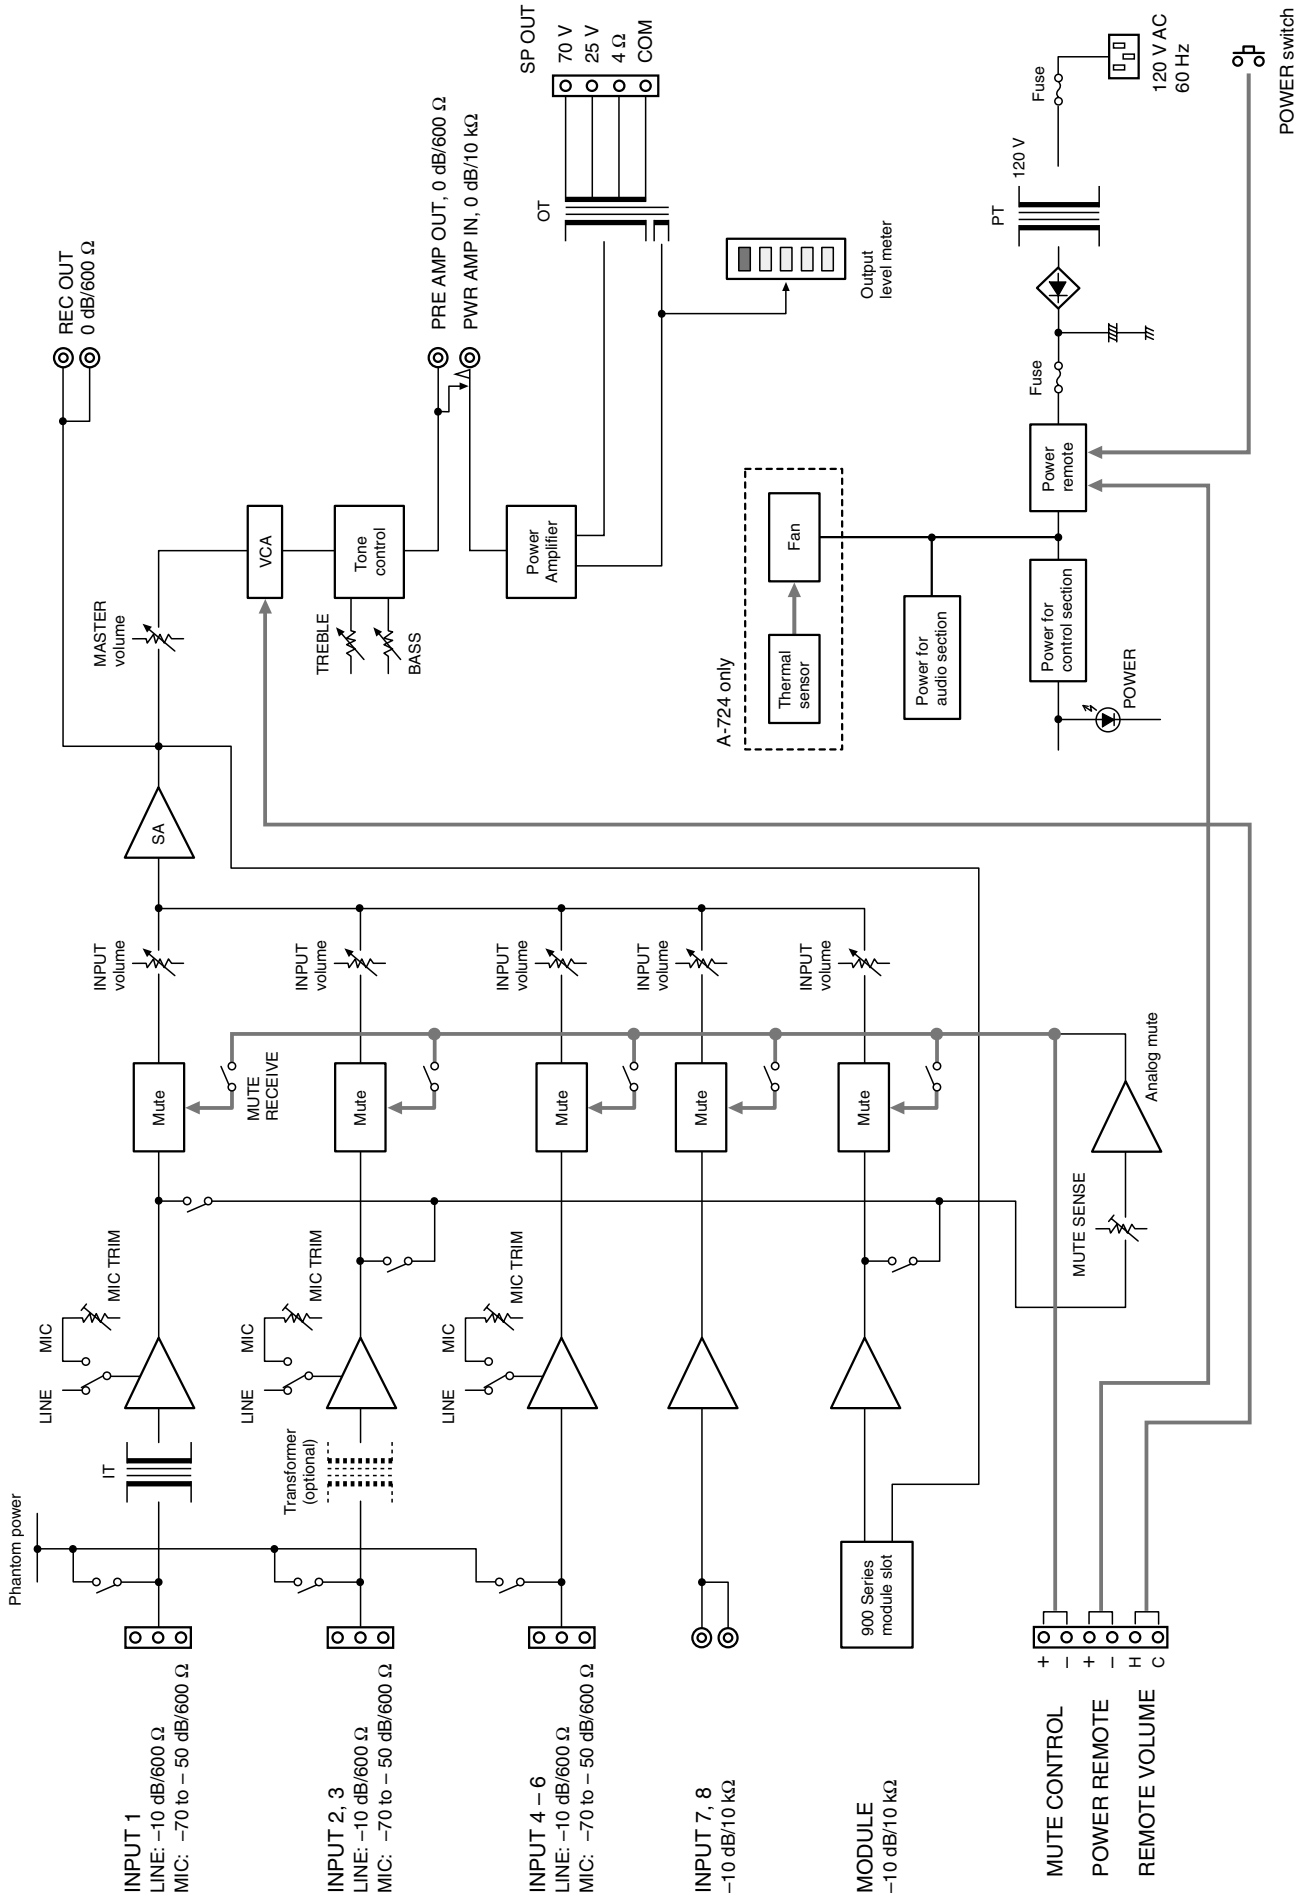 INPUT 1
LINE: –10 dB/600 Ω
MIC: –70 to – 50 dB/600 Ω
Phantom power
IT
LINE
MIC
MIC TRIM
Mute
MUTE
RECEIVE
INPUT
volume
SA
MASTER
volume
REC OUT
0 dB/600 Ω
VCA
TREBLE
BASS
Tone
control
PRE AMP OUT, 0 dB/600 Ω
PWR AMP IN, 0 dB/10 kΩ
INPUT 2, 3
LINE: –10 dB/600 Ω
MIC: –70 to – 50 dB/600 Ω
Transformer
(optional)
LINE
MIC
MIC TRIM
Mute
INPUT
volume
Power
Amplifier
OT
SP OUT
70 V
25 V
4 Ω
COM
Output
level meter
INPUT 4 – 6
LINE: –10 dB/600 Ω
MIC: –70 to – 50 dB/600 Ω
LINE
MIC
MIC TRIM
Mute
INPUT
volume
INPUT 7, 8
–10 dB/10 kΩ
Mute
INPUT
volume
A-724 only
Thermal
sensor
Fan
MODULE
–10 dB/10 kΩ
900 Series
module slot
Mute
INPUT
volume
Power for
audio section
Power for
control section
POWER
Power
remote
Fuse
PT
120 V
Fuse
120 V AC
60 Hz
POWER switch
MUTE SENSE
Analog mute
MUTE CONTROL
+
–
POWER REMOTE
+
–
REMOTE VOLUME
H
C